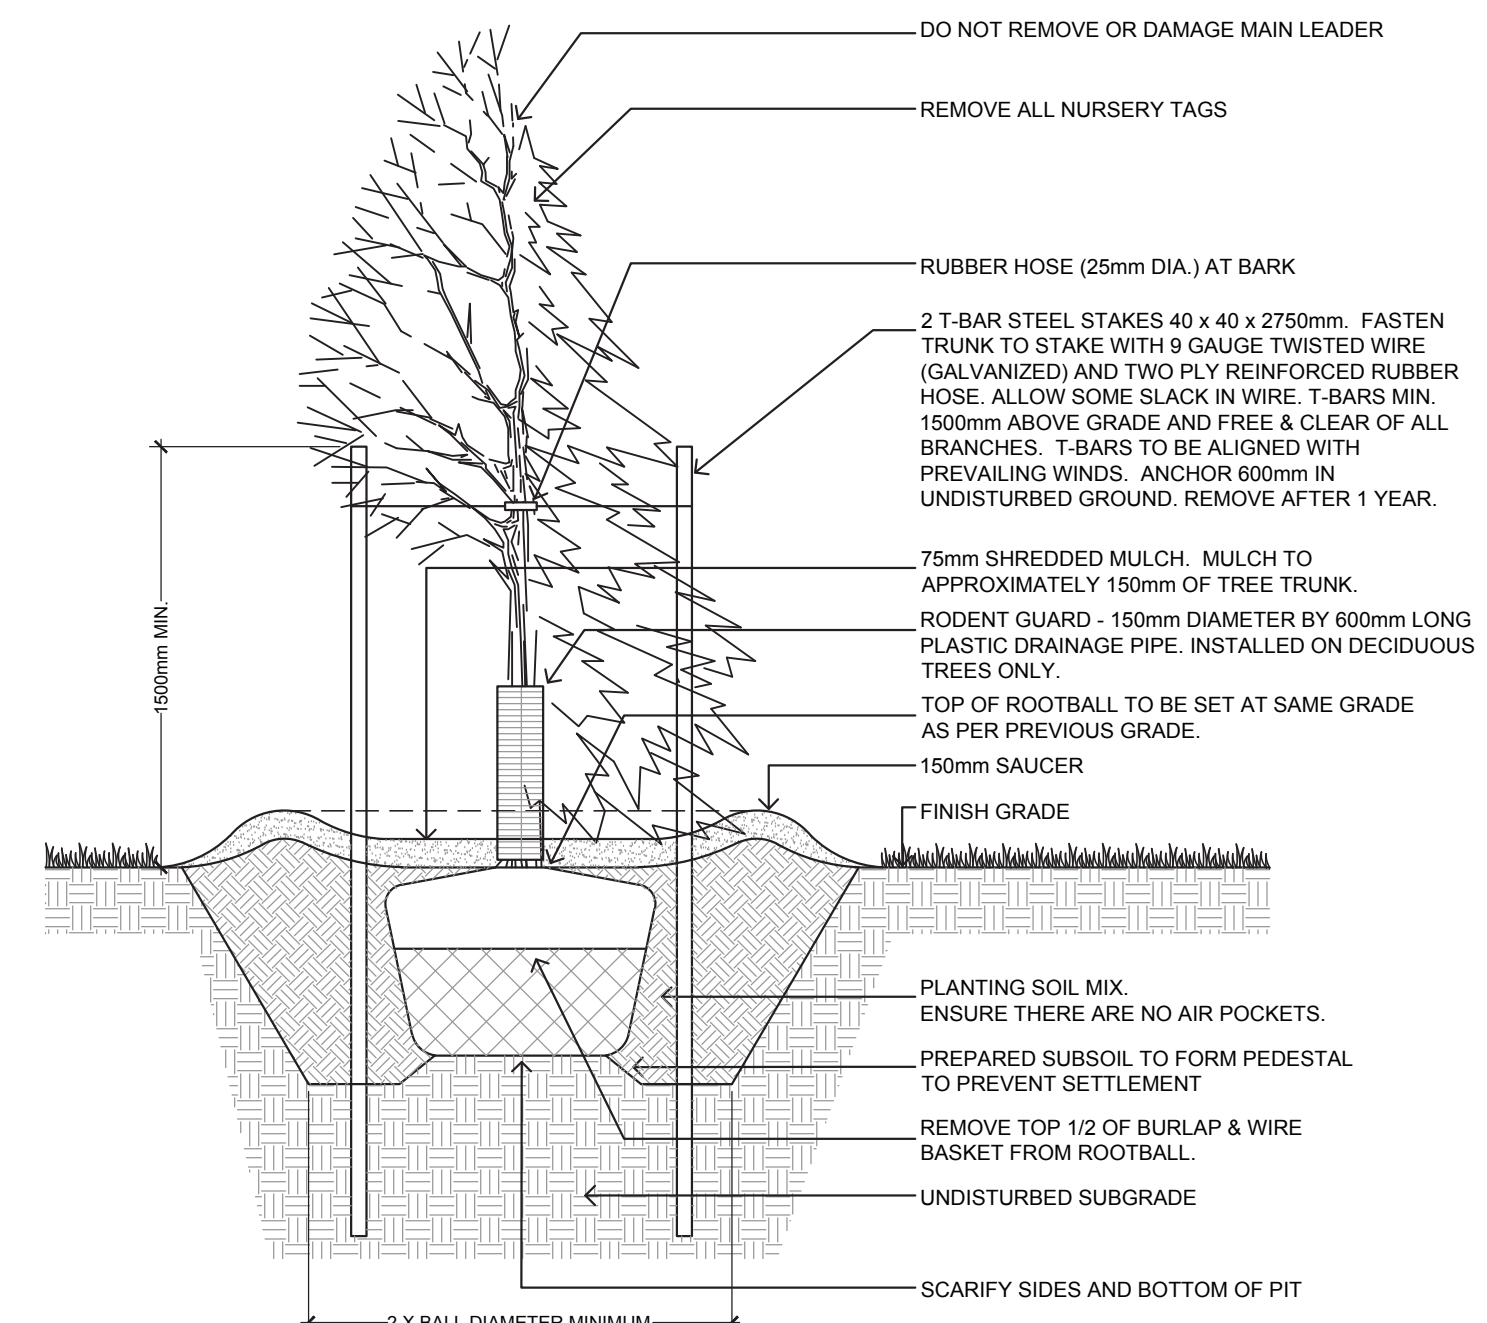 DO NOT REMOVE OR DAMAGE MAIN LEADER
REMOVE ALL NURSERY TAGS
RUBBER HOSE (25mm DIA.) AT BARK
2 T-BAR STEEL STAKES 40 x 40 x 2750mm. FASTEN
TRUNK TO STAKE WITH 9 GAUGE TWISTED WIRE
(GALVANIZED) AND TWO PLY REINFORCED RUBBER
HOSE. ALLOW SOME SLACK IN WIRE. T-BARS MIN.
1500mm ABOVE GRADE AND FREE & CLEAR OF ALL
BRANCHES. T-BARS TO BE ALIGNED WITH
PREVAILING WINDS. ANCHOR 600mm IN
UNDISTURBED GROUND. REMOVE AFTER 1 YEAR.
75mm SHREDDED MULCH. MULCH TO
APPROXIMATELY 150mm OF TREE TRUNK.
1500mm MIN.
RODENT GUARD - 150mm DIAMETER BY 600mm LONG
PLASTIC DRAINAGE PIPE. INSTALLED ON DECIDUOUS
TREES ONLY.
TOP OF ROOTBALL TO BE SET AT SAME GRADE
AS PER PREVIOUS GRADE.
150mm SAUCER
FINISH GRADE
PLANTING SOIL MIX.
ENSURE THERE ARE NO AIR POCKETS.
PREPARED SUBSOIL TO FORM PEDESTAL
TO PREVENT SETTLEMENT
REMOVE TOP 1/2 OF BURLAP & WIRE
BASKET FROM ROOTBALL.
UNDISTURBED SUBGRADE
SCARIFY SIDES AND BOTTOM OF PIT
2 X BALL DIAMETER MINIMUM